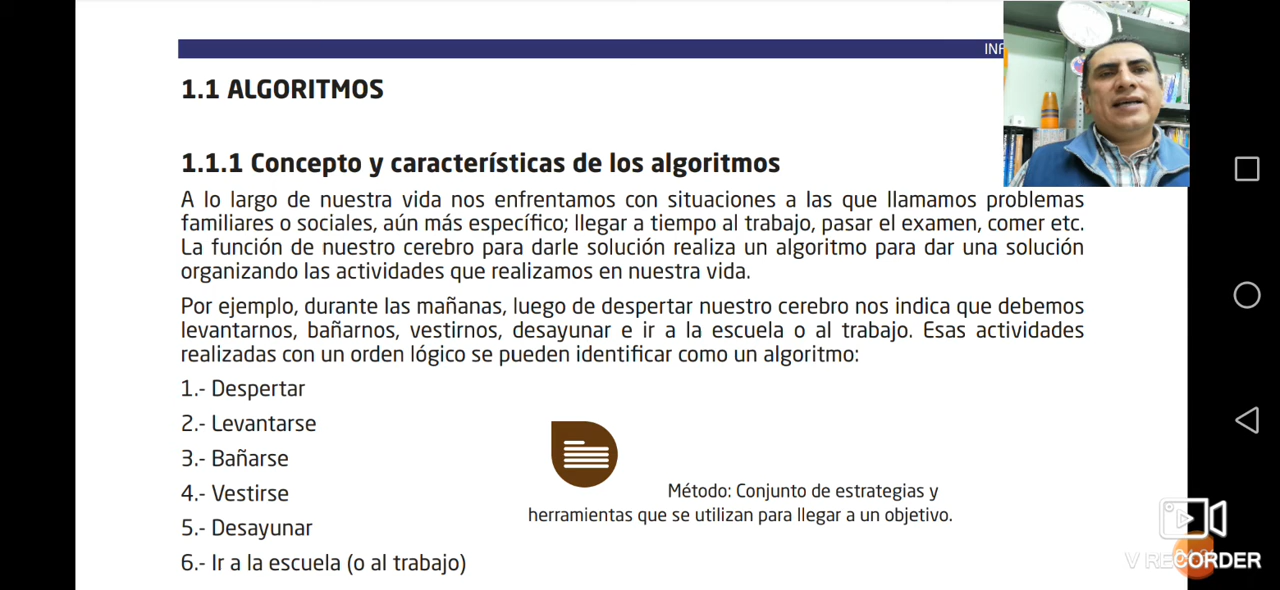 INF
1.1 ALGORITMOS
1.1.1 Concepto y características de los algoritmos
A lo largo de nuestra vida nos enfrentamos con situaciones a las que llamamos problemas
familiares o sociales, aún más específico; llegar a tiempo al trabajo, pasar el examen, comer etc.
La función de nuestro cerebro para darle solución realiza un algoritmo para dar una solución
organizando las actividades que realizamos en nuestra vida.
Por ejemplo, durante las mañanas, luego de despertar nuestro cerebro nos indica que debemos
levantarnos, bañarnos, vestirnos, desayunar e ir a la escuela o al trabajo. Esas actividades
realizadas con un orden lógico se pueden identificar como un algoritmo:
1.- Despertar
2.- Levantarse
3.- Bañarse
4.- Vestirse
5.- Desayunar
6.- Ir a la escuela (o al trabajo)
Método: Conjunto de estrategias y
herramientas que se utilizan para llegar a un objetivo.
V RECORDER